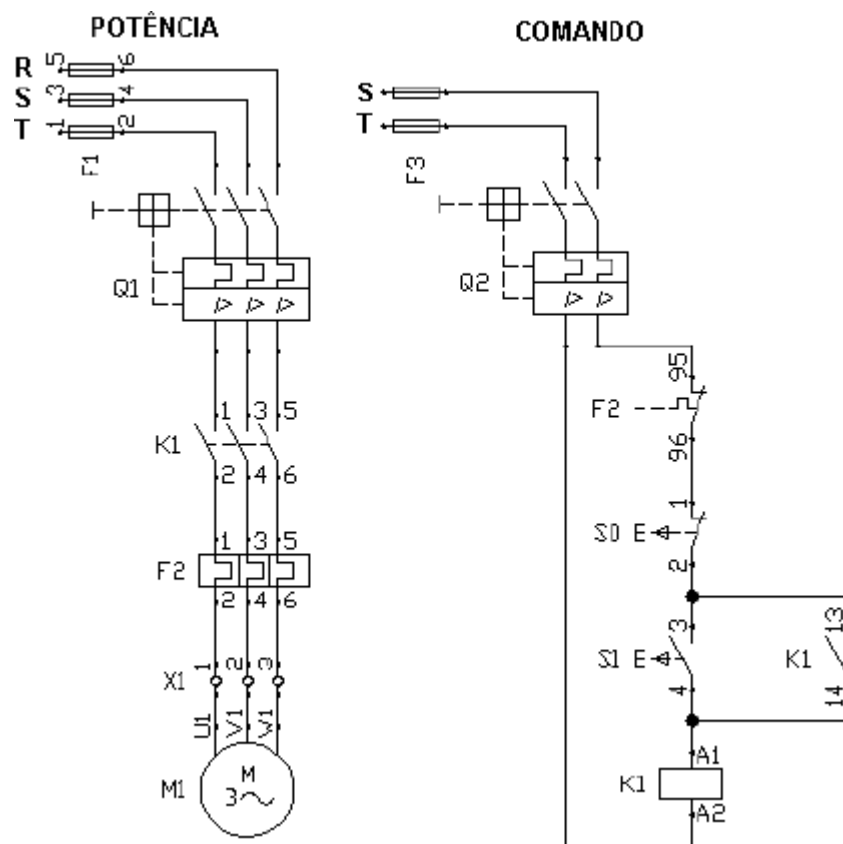 POTÊNCIA
R 5 6
S 3 4
T 1 2
F1
Q1
1 3 5
K1
2 4 6
1 3 5
F2
2 4 6
1 2 3
X1
U1 V1 W1
M1
M
3
COMANDO
S
T
F3
Q2
95
F2
96
1
S0 E
2
3 13
S1 E K1
4 14
A1
K1
A2